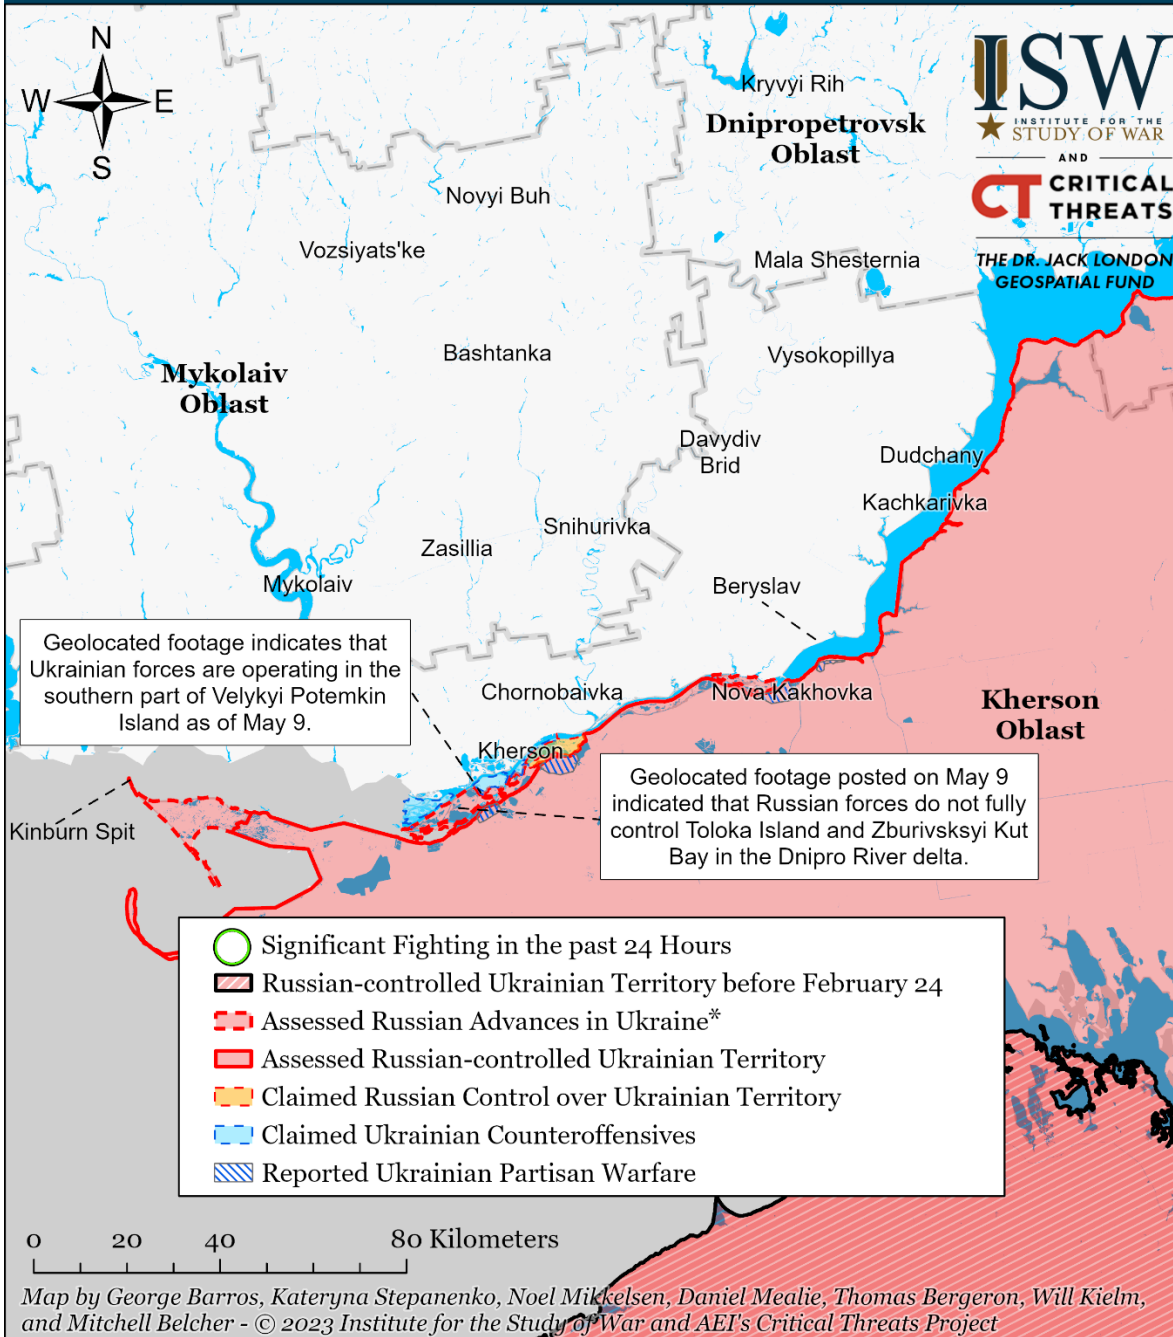 N
W E
S
ISW
INSTITUTE FOR THE
STUDY OF WAR
AND
CT CRITICAL
THREATS
THE DR. JACK LONDON
GEOSPATIAL FUND
Kryvyi Rih
Dnipropetrovsk
Oblast
Novyi Buh
Vozsiyats'ke
Mala Shesternia
Bashtanka
Vysokopillya
Mykolaiv
Oblast
Davydiv
Brid
Dudchany
Kachkarivka
Snihurivka
Zasillia
Mykolaiv
Beryslav
Geolocated footage indicates that
Ukrainian forces are operating in the
southern part of Velykyi Potemkin
Island as of May 9.
Chornobaivka
Nova Kakhovka
Kherson
Oblast
Kherson
Geolocated footage posted on May 9
indicated that Russian forces do not fully
control Toloka Island and Zburivsksyi Kut
Bay in the Dnipro River delta.
Kinburn Spit
Significant Fighting in the past 24 Hours
Russian-controlled Ukrainian Territory before February 24
Assessed Russian Advances in Ukraine*
Assessed Russian-controlled Ukrainian Territory
Claimed Russian Control over Ukrainian Territory
Claimed Ukrainian Counteroffensives
Reported Ukrainian Partisan Warfare
0 20 40 80 Kilometers
Map by George Barros, Kateryna Stepanenko, Noel Mikkelsen, Daniel Mealie, Thomas Bergeron, Will Kielm,
and Mitchell Belcher - © 2023 Institute for the Study of War and AEI's Critical Threats Project